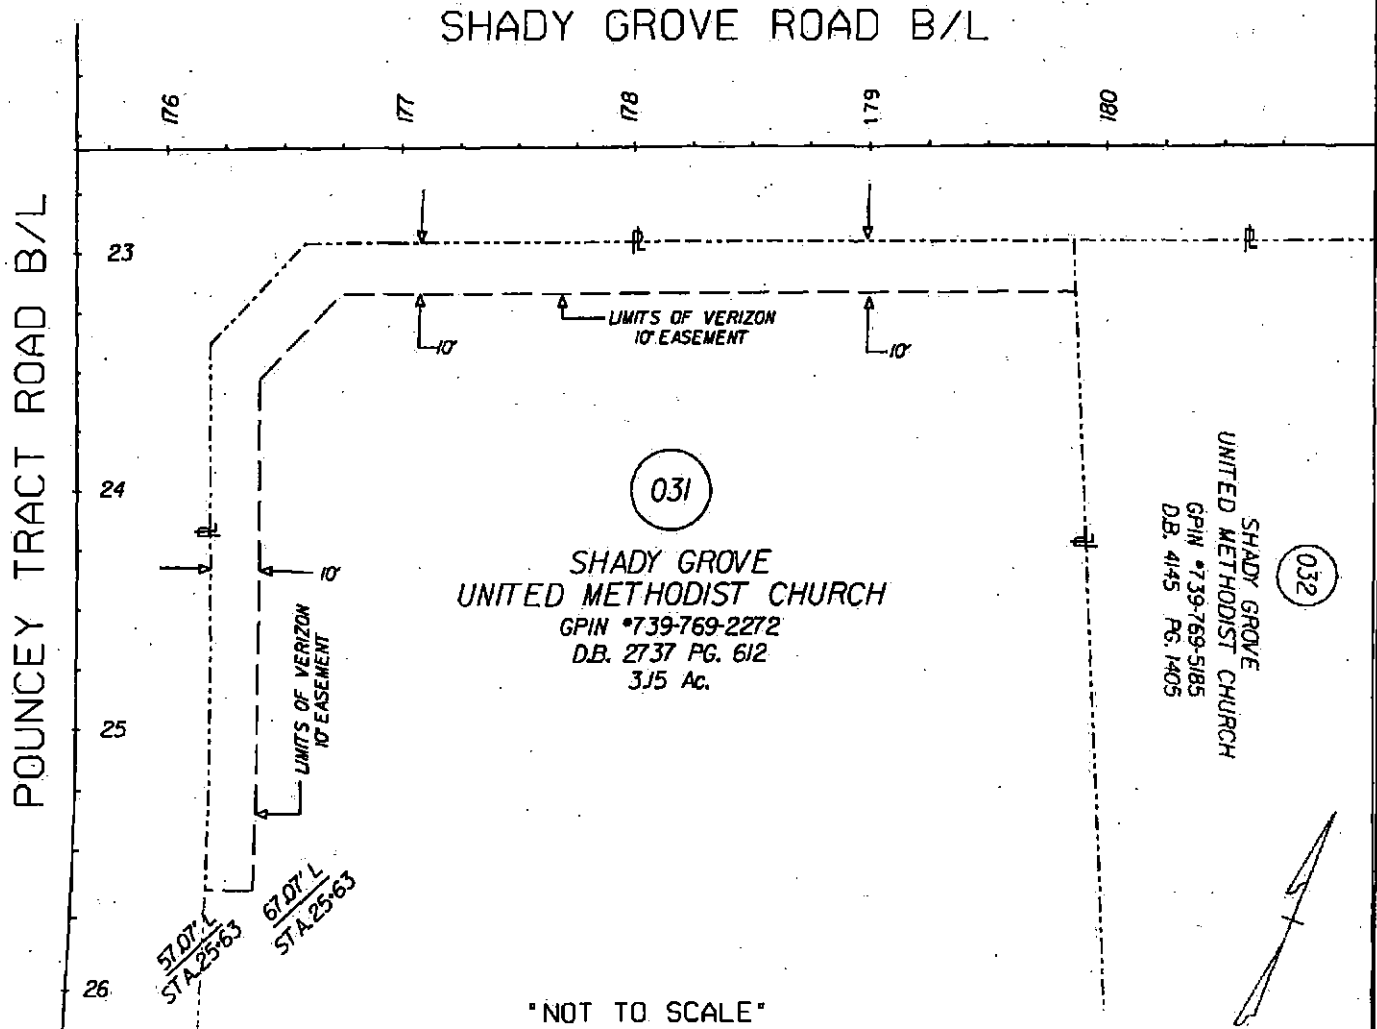 SHADY GROVE ROAD B/L
176
177
178
179
180
POUNCEY TRACT ROAD B/L
23
24
25
26
LIMITS OF VERIZON
10' EASEMENT
10'
10'
10'
LIMITS OF VERIZON
10' EASEMENT
031
SHADY GROVE
UNITED METHODIST CHURCH
GPIN #739-769-2272
D.B. 2737 PG. 612
3.15 Ac.
032
SHADY GROVE
UNITED METHODIST CHURCH
GPIN #739-769-5185
D.B. 4145 PG. 1405
57.07' L
STA. 25+63
67.07' L
STA. 25+63
"NOT TO SCALE"